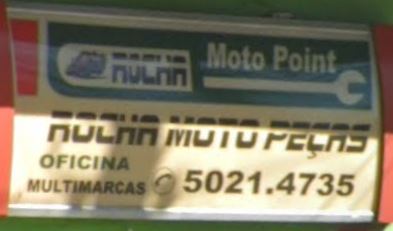 ROCHA Moto Point
ROCHA MOTO PEÇAS
OFICINA
MULTIMARCAS 5021.4735